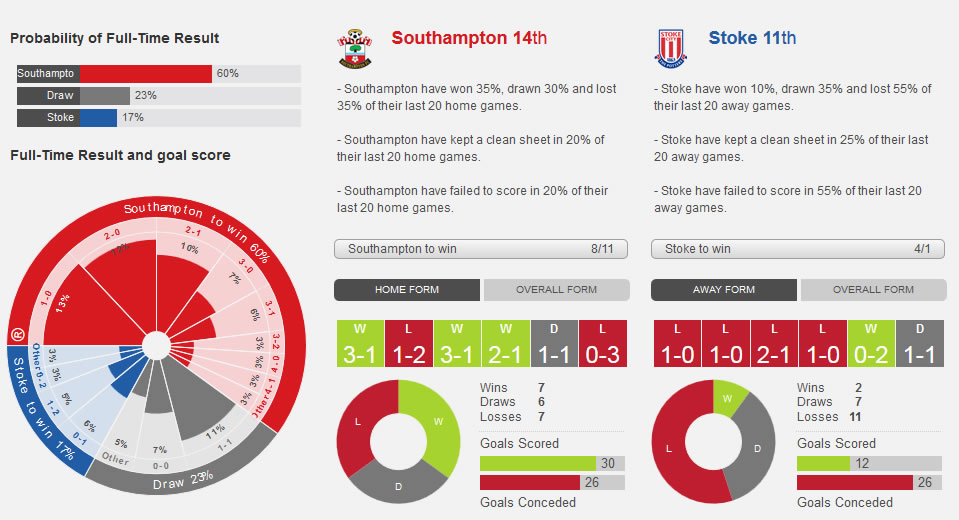 Probability of Full-Time Result
Southampto 60%
Draw 23%
Stoke 17%
Full-Time Result and goal score
Southampton to win 60%
2-0
2-1
10%
3-0
7%
3-1
6%
3-2
3%
4-0
3%
4-1
3%
Other
3%
1-0
13%
®
Stoke to win 17%
Other
3%
0-2
3%
1-2
5%
0-1
6%
Draw 23%
Other
5%
0-0
7%
1-1
11%
Southampton 14th
- Southampton have won 35%, drawn 30% and lost
35% of their last 20 home games.
- Southampton have kept a clean sheet in 20% of
their last 20 home games.
- Southampton have failed to score in 20% of their
last 20 home games.
Southampton to win 8/11
HOME FORM OVERALL FORM
W L W W D L
3-1 1-2 3-1 2-1 1-1 0-3
L W D
Wins 7
Draws 6
Losses 7
Goals Scored
30
26
Goals Conceded
STOKE
CITY
Stoke 11th
- Stoke have won 10%, drawn 35% and lost 55% of
their last 20 away games.
- Stoke have kept a clean sheet in 25% of their last
20 away games.
- Stoke have failed to score in 55% of their last 20
away games.
Stoke to win 4/1
AWAY FORM OVERALL FORM
L L L L W D
1-0 1-0 2-1 1-0 0-2 1-1
W L D
Wins 2
Draws 7
Losses 11
Goals Scored
12
26
Goals Conceded